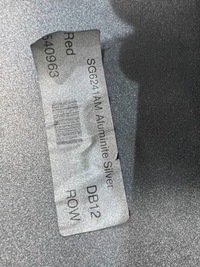 SG6241AM Aluminite Silver
Red
DB12
540963
ROW